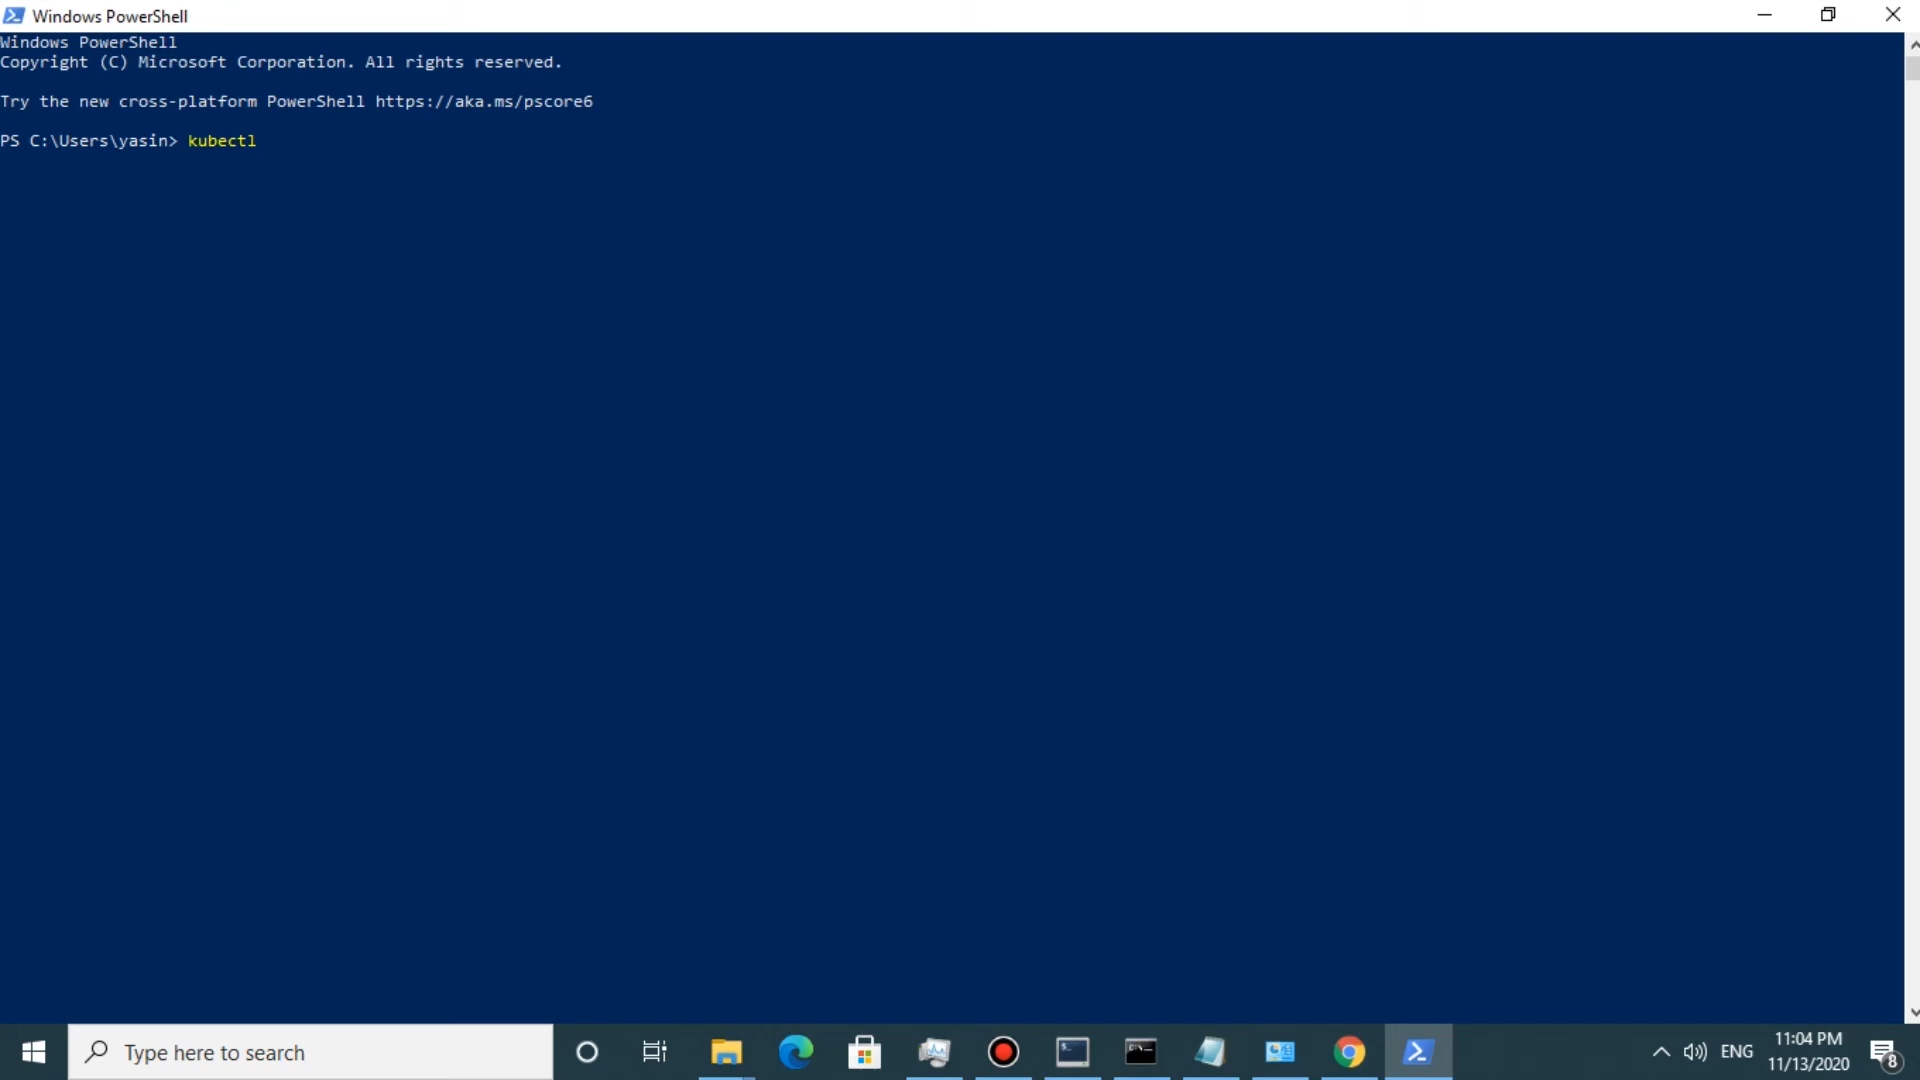 Windows PowerShell
Windows PowerShell
Copyright (C) Microsoft Corporation. All rights reserved.
Try the new cross-platform PowerShell https://aka.ms/pscore6
PS C:\Users\yasin> kubectl
Type here to search
ENG
11:04 PM
11/13/2020
8